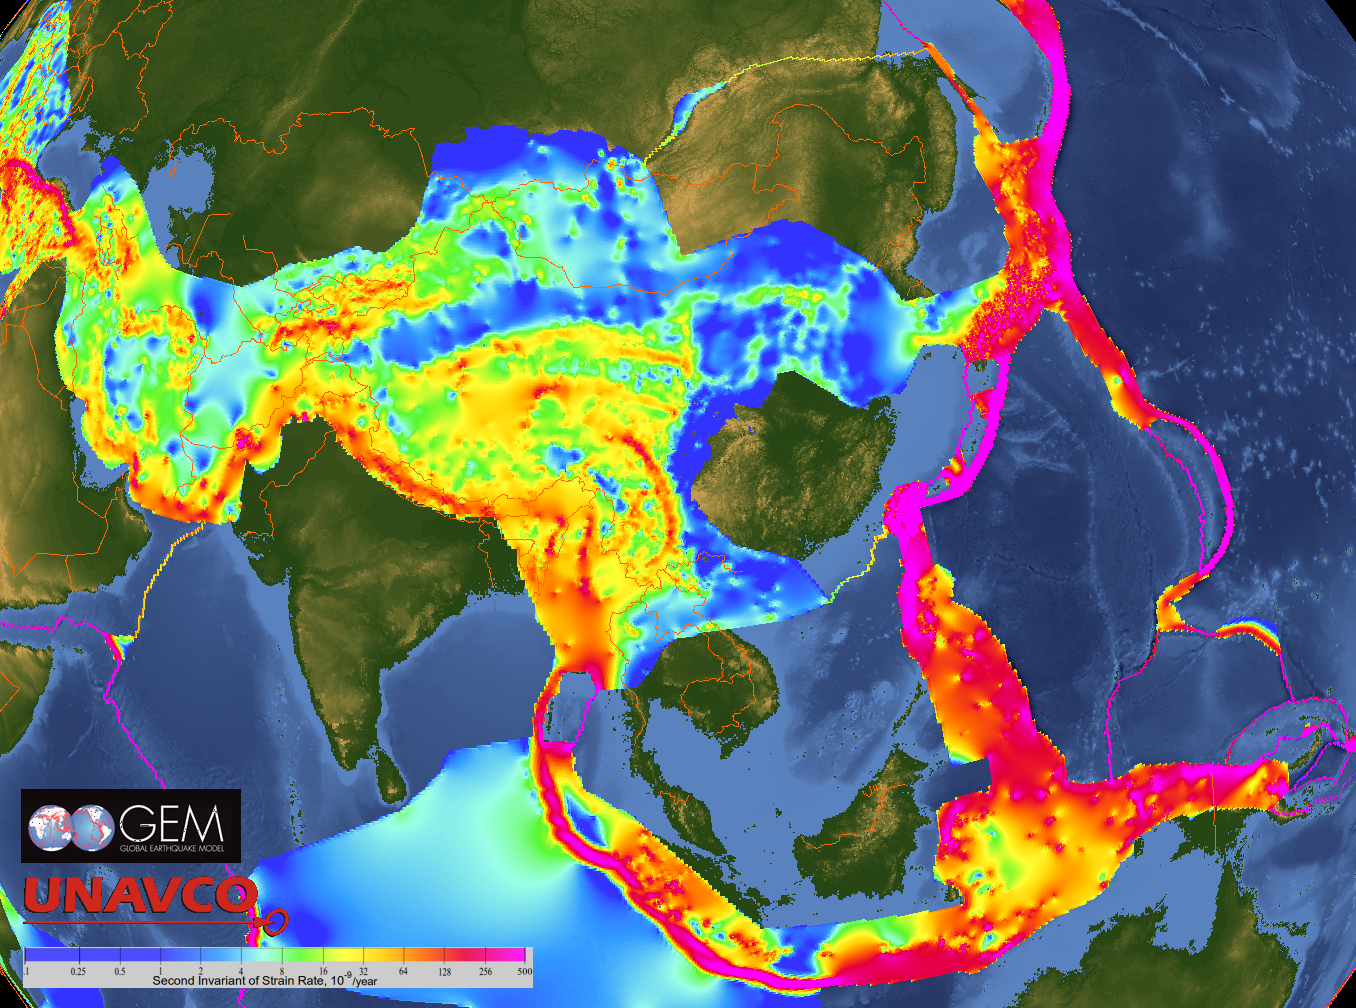 GEM
GLOBAL EARTHQUAKE MODEL
UNAVCO
.1 0.25 0.5 1 2 4 8 16 32 64 128 256 500
Second Invariant of Strain Rate, 10-9/year